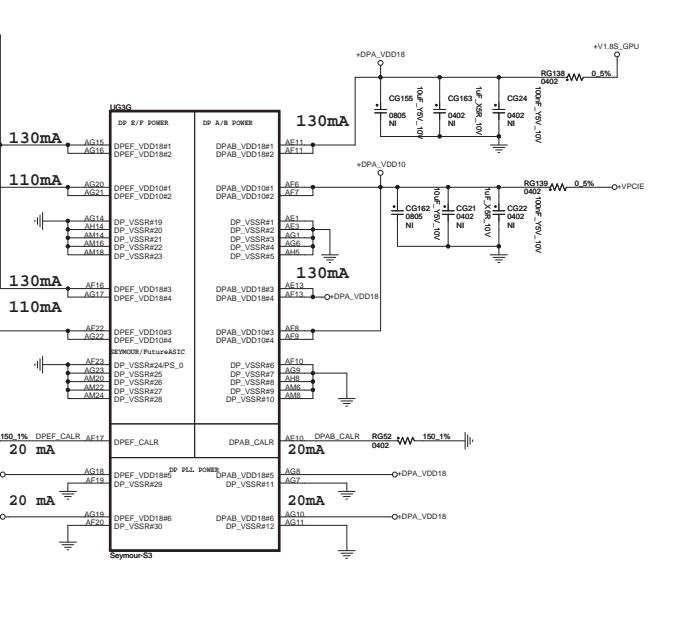 +V1.8S_GPU
+DPA_VDD18
RG138 0_5%
0402
CG155
0805
NI
10uF_Y5V_10V
CG163
0402
NI
1uF_X5R_10V
CG24
0402
NI
100nF_Y5V_10V
UG3G
DP E/F POWER DP A/B POWER
130mA
130mA
AG15 DPEF_VDD18#1 DPAB_VDD18#1 AE11
AG16 DPEF_VDD18#2 DPAB_VDD18#2 AF11
+DPA_VDD10
110mA
AG20 DPEF_VDD10#1 DPAB_VDD10#1 AF6
AG21 DPEF_VDD10#2 DPAB_VDD10#2 AF7
RG139 0_5% +VPCIE
0402
CG162
0805
NI
10uF_Y5V_10V
CG21
0402
NI
1uF_X5R_10V
CG22
0402
NI
100nF_Y5V_10V
AG14 DP_VSSR#19 DP_VSSR#1 AE1
AH14 DP_VSSR#20 DP_VSSR#2 AE3
AM14 DP_VSSR#21 DP_VSSR#3 AG1
AM16 DP_VSSR#22 DP_VSSR#4 AG6
AM18 DP_VSSR#23 DP_VSSR#5 AH5
130mA
130mA
AF16 DPEF_VDD18#3 DPAB_VDD18#3 AE13
AG17 DPEF_VDD18#4 DPAB_VDD18#4 AF13 +DPA_VDD18
110mA
AF22 DPEF_VDD10#3 DPAB_VDD10#3 AF8
AG22 DPEF_VDD10#4 DPAB_VDD10#4 AF9
SEYMOUR/FutureASIC
AF23 DP_VSSR#24/PS_0 DP_VSSR#6 AF10
AG23 DP_VSSR#25 DP_VSSR#7 AG9
AM20 DP_VSSR#26 DP_VSSR#8 AH8
AM22 DP_VSSR#27 DP_VSSR#9 AM6
AM24 DP_VSSR#28 DP_VSSR#10 AM8
150_1% DPEF_CALR AF17 DPEF_CALR DPAB_CALR AE10 DPAB_CALR RG52 150_1%
0402
20 mA
20mA
DP PLL POWER
AG18 DPEF_VDD18#5 DPAB_VDD18#5 AG8 +DPA_VDD18
AF19 DP_VSSR#29 DP_VSSR#11 AG7
20 mA
20mA
AG19 DPEF_VDD18#6 DPAB_VDD18#6 AG10 +DPA_VDD18
AF20 DP_VSSR#30 DP_VSSR#12 AG11
Seymour-S3